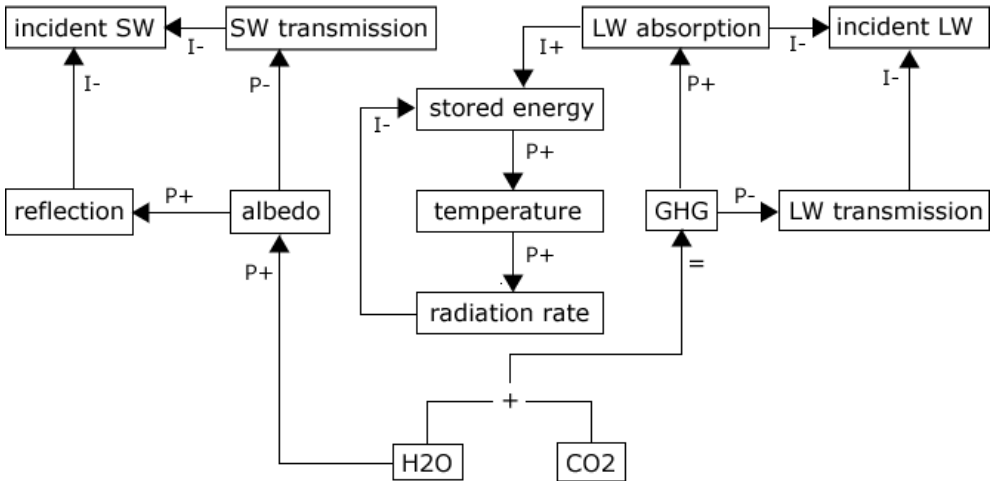 incident SW
SW transmission
LW absorption
incident LW
I-
I+
I-
I-
P-
P+
I-
stored energy
I-
P+
reflection
P+
albedo
temperature
GHG
P-
LW transmission
P+
P+
=
radiation rate
+
H2O
CO2